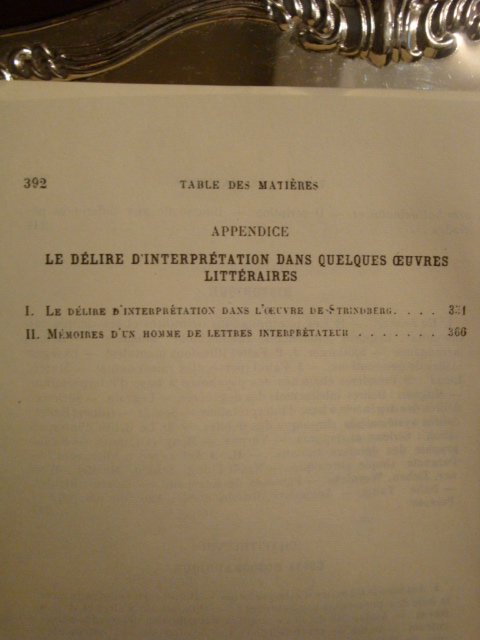 392 TABLE DES MATIÈRES
APPENDICE
LE DÉLIRE D'INTERPRÉTATION DANS QUELQUES ŒUVRES
LITTÉRAIRES
I. LE DÉLIRE D'INTERPRÉTATION DANS L'ŒUVRE DE STRINDBERG. . . . .
II. MÉMOIRES D'UN HOMME DE LETTRES INTERPRÉTATEUR . . . . . . . 366